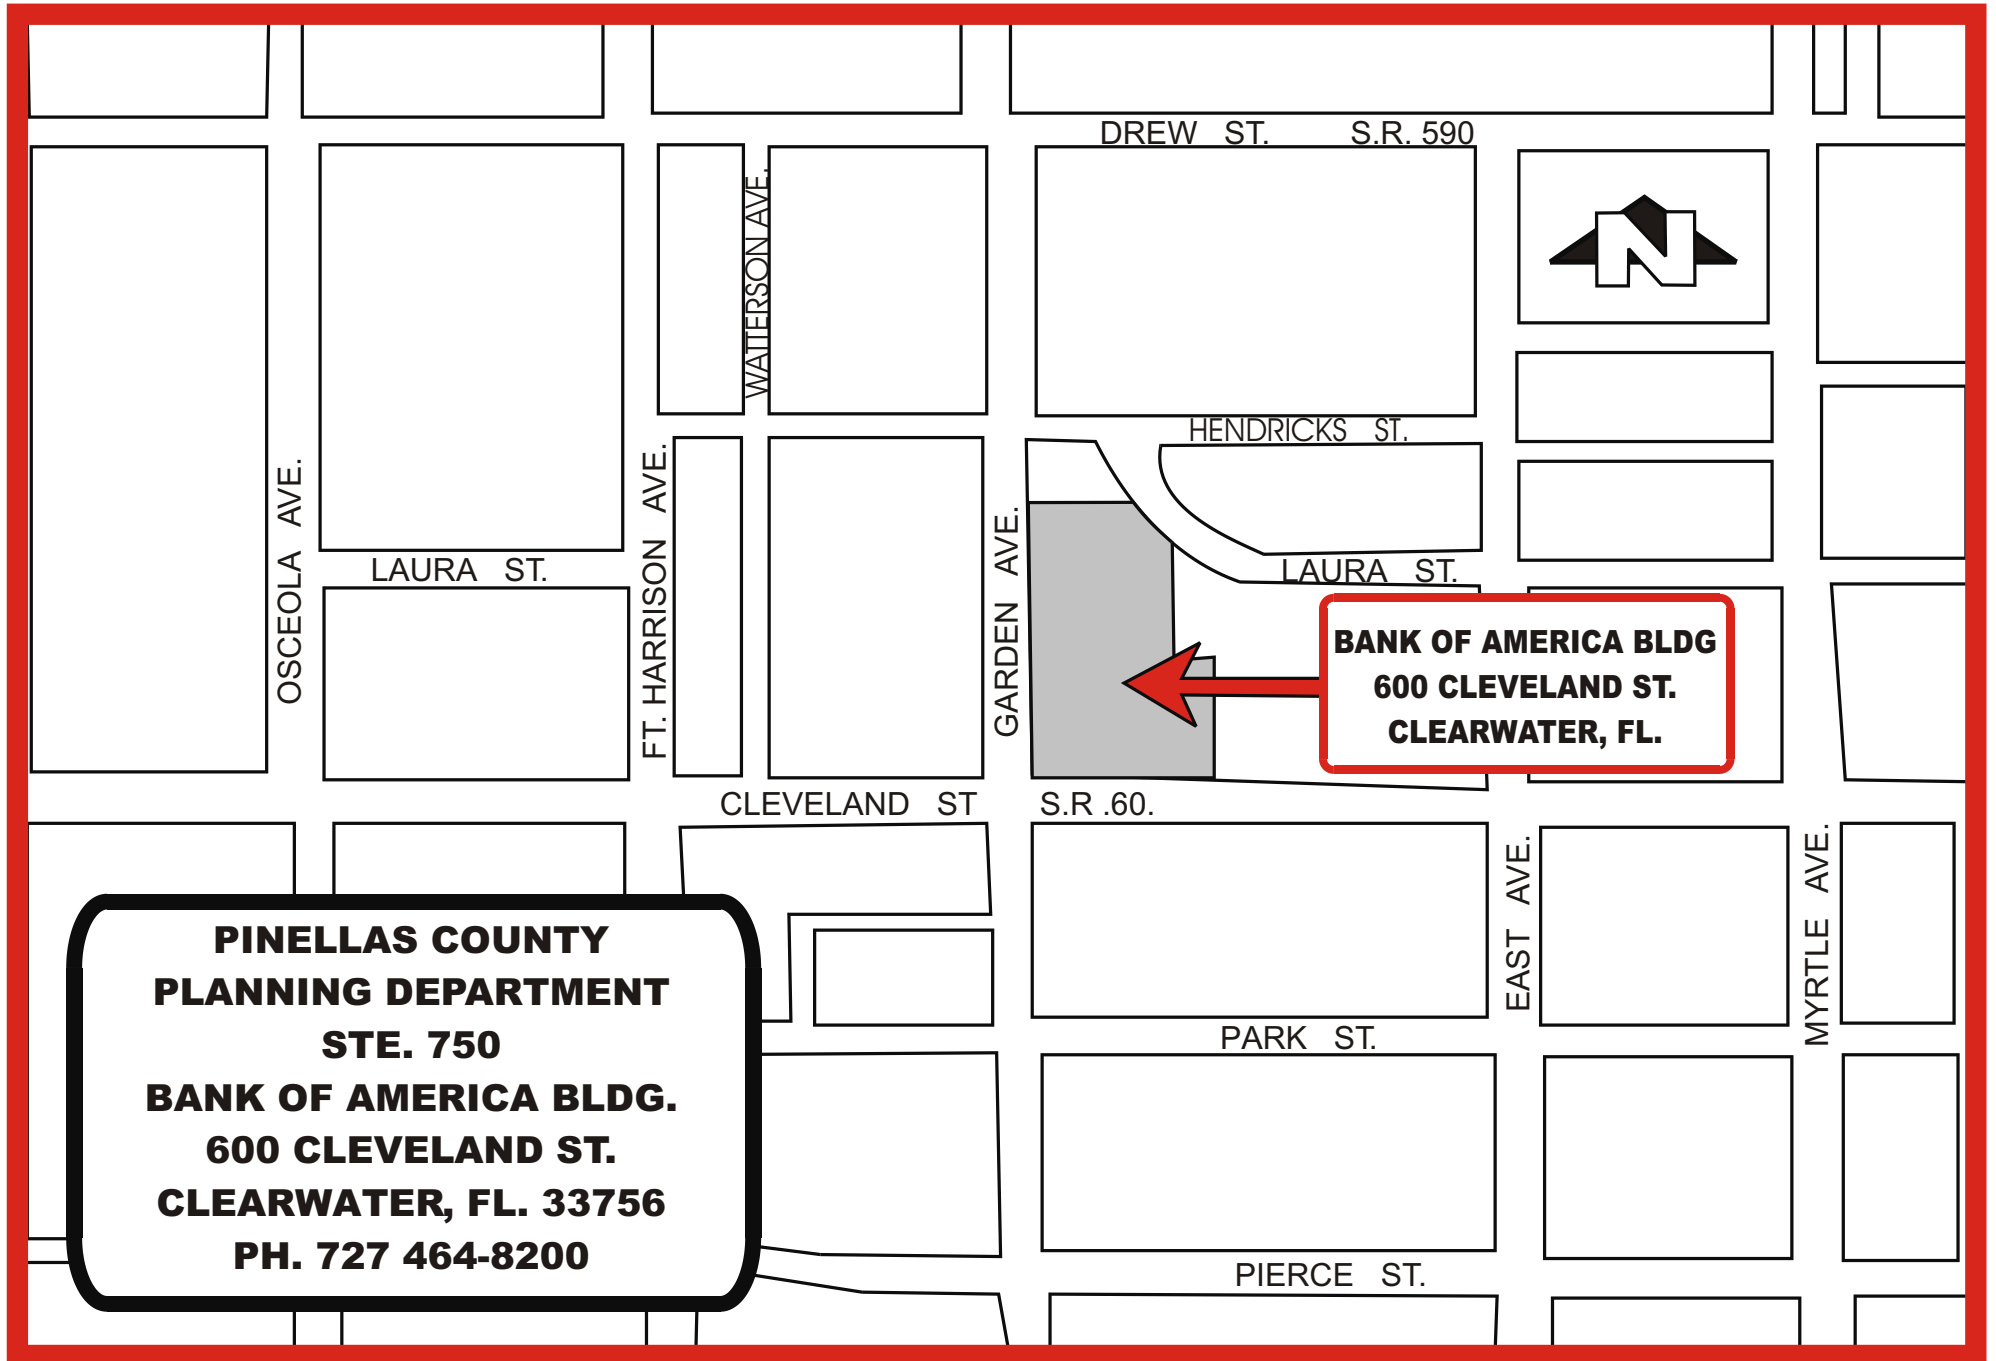 DREW ST. S.R. 590
N
WATTERSON AVE.
HENDRICKS ST.
OSCEOLA AVE.
FT. HARRISON AVE.
GARDEN AVE.
LAURA ST.
LAURA ST.
BANK OF AMERICA BLDG
600 CLEVELAND ST.
CLEARWATER, FL.
CLEVELAND ST S.R .60.
EAST AVE.
MYRTLE AVE.
PARK ST.
PIERCE ST.
PINELLAS COUNTY
PLANNING DEPARTMENT
STE. 750
BANK OF AMERICA BLDG.
600 CLEVELAND ST.
CLEARWATER, FL. 33756
PH. 727 464-8200